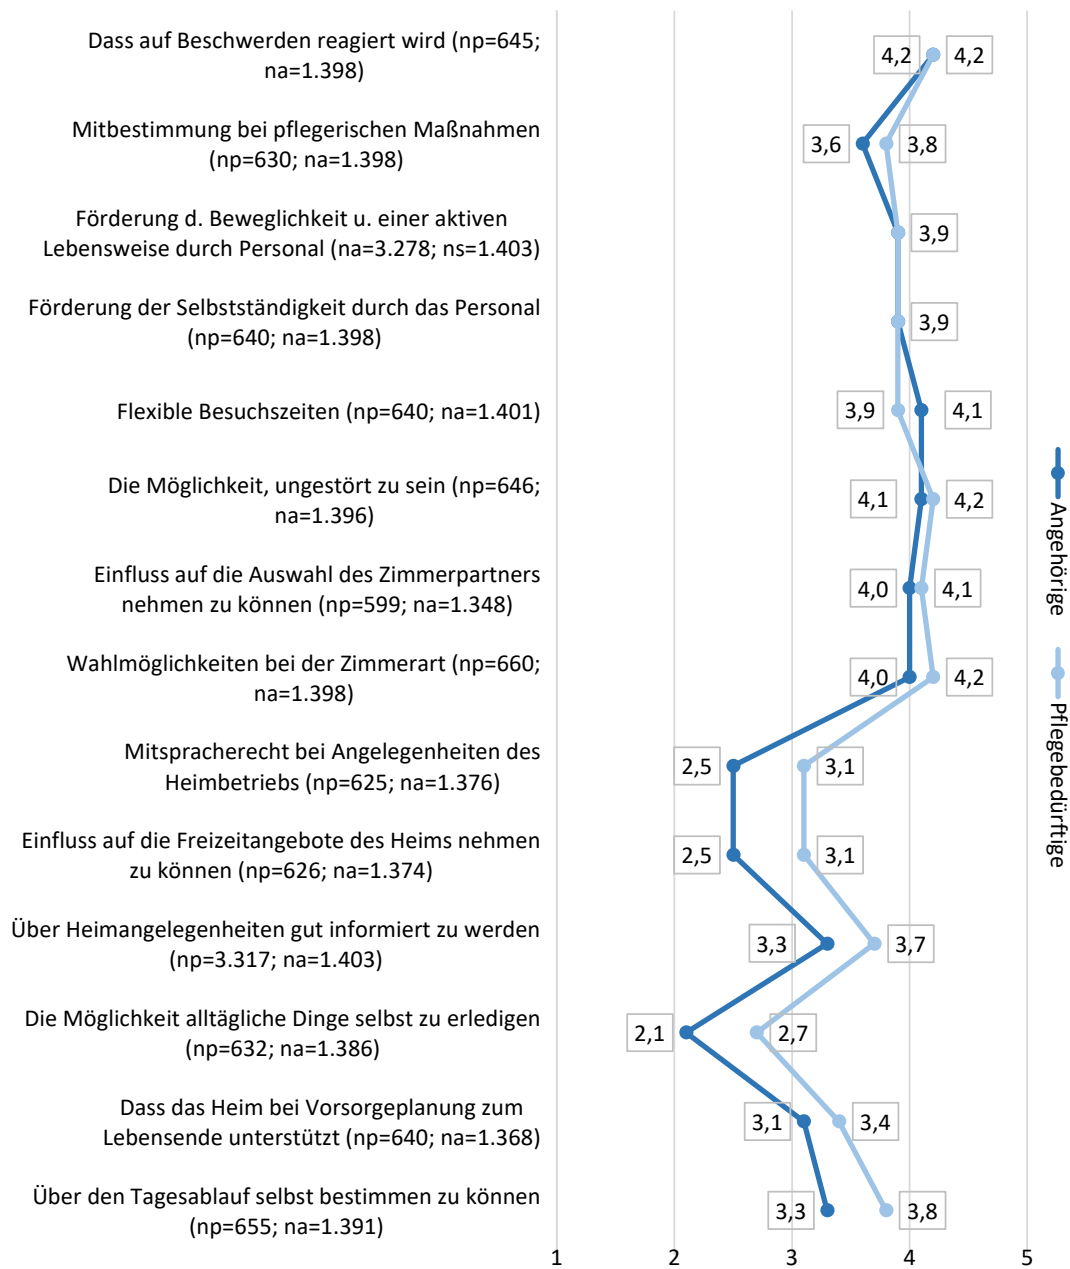 Dass auf Beschwerden reagiert wird (np=645;
na=1.398)
4,2
4,2
Mitbestimmung bei pflegerischen Maßnahmen
(np=630; na=1.398)
3,6
3,8
Förderung d. Beweglichkeit u. einer aktiven
Lebensweise durch Personal (na=3.278; ns=1.403)
3,9
Förderung der Selbstständigkeit durch das Personal
(np=640; na=1.398)
3,9
Flexible Besuchszeiten (np=640; na=1.401)
3,9
4,1
Die Möglichkeit, ungestört zu sein (np=646;
na=1.396)
4,1
4,2
Einfluss auf die Auswahl des Zimmerpartners
nehmen zu können (np=599; na=1.348)
4,0
4,1
Wahlmöglichkeiten bei der Zimmerart (np=660;
na=1.398)
4,0
4,2
Mitspracherecht bei Angelegenheiten des
Heimbetriebs (np=625; na=1.376)
2,5
3,1
Einfluss auf die Freizeitangebote des Heims nehmen
zu können (np=626; na=1.374)
2,5
3,1
Über Heimangelegenheiten gut informiert zu werden
(np=3.317; na=1.403)
3,3
3,7
Die Möglichkeit alltägliche Dinge selbst zu erledigen
(np=632; na=1.386)
2,1
2,7
Dass das Heim bei Vorsorgeplanung zum
Lebensende unterstützt (np=640; na=1.368)
3,1
3,4
Über den Tagesablauf selbst bestimmen zu können
(np=655; na=1.391)
3,3
3,8
1 2 3 4 5
Angehörige
Pflegebedürftige